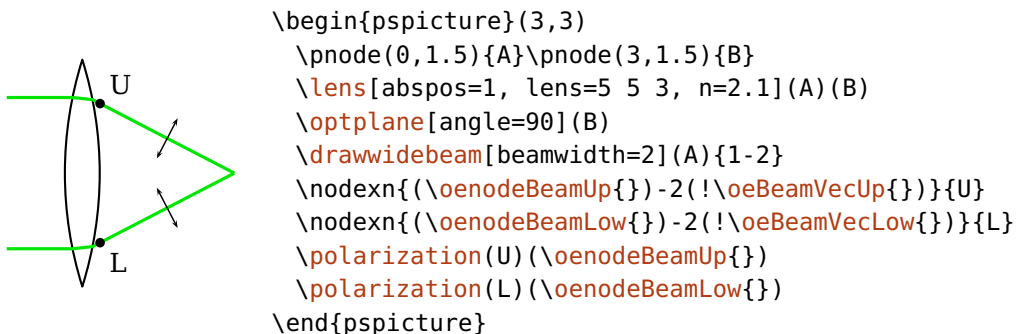 U
L
\begin{pspicture}(3,3)
  \pnode(0,1.5){A}\pnode(3,1.5){B}
  \lens[abspos=1, lens=5 5 3, n=2.1](A)(B)
  \optplane[angle=90](B)
  \drawwidebeam[beamwidth=2](A){1-2}
  \nodexn{(\oenodeBeamUp{})-2(!\oeBeamVecUp{})}{U}
  \nodexn{(\oenodeBeamLow{})-2(!\oeBeamVecLow{})}{L}
  \polarization(U)(\oenodeBeamUp{})
  \polarization(L)(\oenodeBeamLow{})
\end{pspicture}